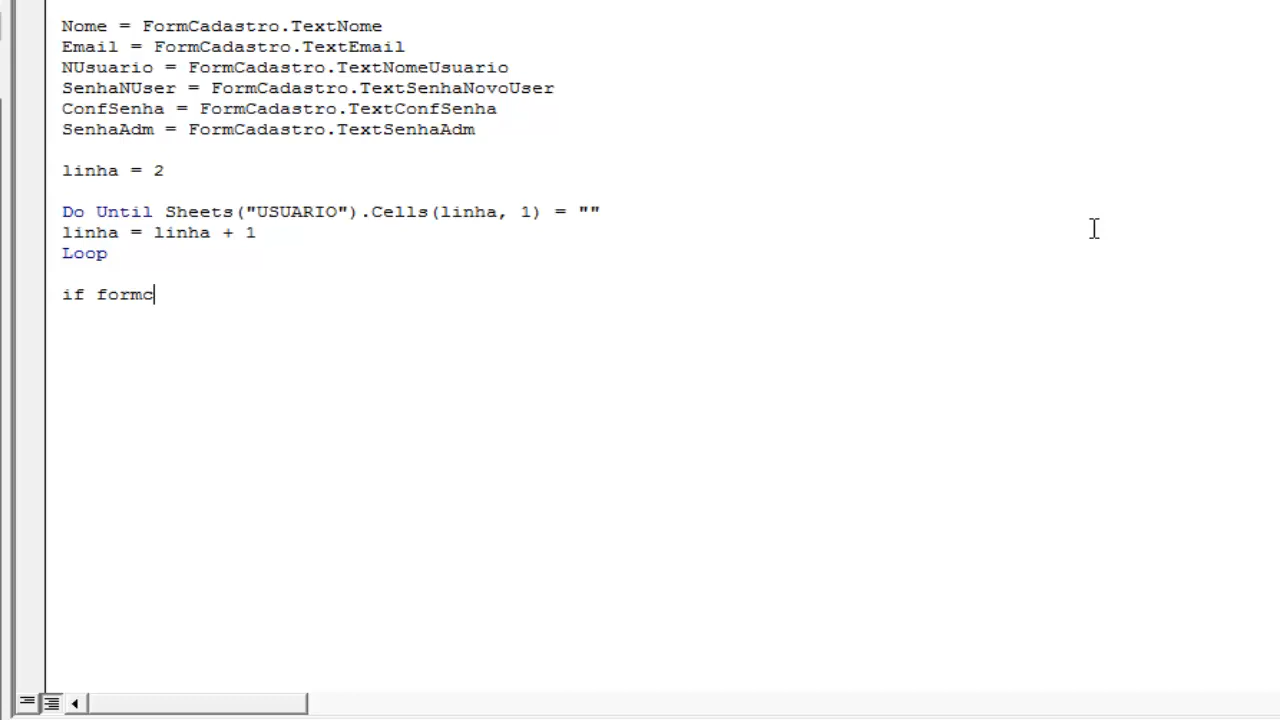 Nome = FormCadastro.TextNome
Email = FormCadastro.TextEmail
NUsuario = FormCadastro.TextNomeUsuario
SenhaNUser = FormCadastro.TextSenhaNovoUser
ConfSenha = FormCadastro.TextConfSenha
SenhaAdm = FormCadastro.TextSenhaAdm
linha = 2
Do Until Sheets("USUARIO").Cells(linha, 1) = ""
linha = linha + 1
Loop
if formc